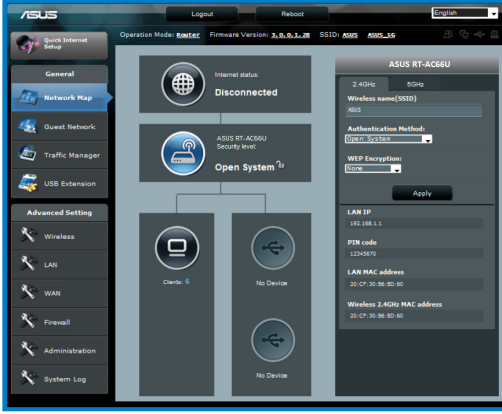 ASUS
Logout
Reboot
English
Quick Internet Setup
Operation Mode: Router Firmware Version: 3.0.0.1.28 SSID: ASUS ASUS_5G
General
Network Map
Guest Network
Traffic Manager
USB Extension
Advanced Setting
Wireless
LAN
WAN
Firewall
Administration
System Log
Internet status:
Disconnected
ASUS RT-AC66U
Security level:
Open System
Clients: 6
No Device
No Device
ASUS RT-AC66U
2.4GHz 5GHz
Wireless name(SSID)
ASUS
Authentication Method:
Open System
WEP Encryption:
None
Apply
LAN IP
192.168.1.1
PIN code
12345670
LAN MAC address
20:CF:30:B6:BD:60
Wireless 2.4GHz MAC address
20:CF:30:B6:BD:60